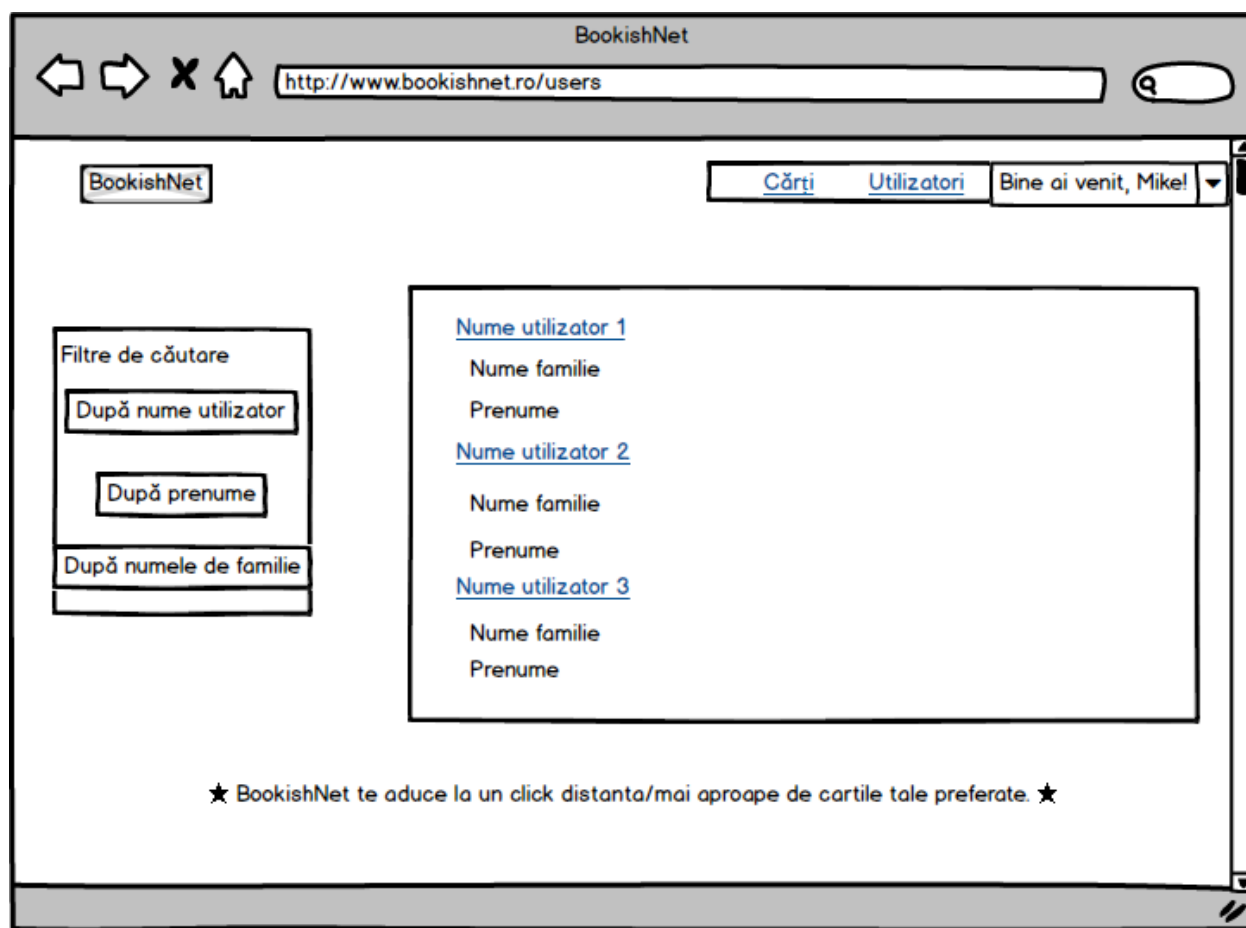 BookishNet
http://www.bookishnet.ro/users
BookishNet
Cărți Utilizatori Bine ai venit, Mike!
Filtre de căutare
După nume utilizator
După prenume
După numele de familie
Nume utilizator 1
Nume familie
Prenume
Nume utilizator 2
Nume familie
Prenume
Nume utilizator 3
Nume familie
Prenume
★ BookishNet te aduce la un click distanta/mai aproape de cartile tale preferate. ★